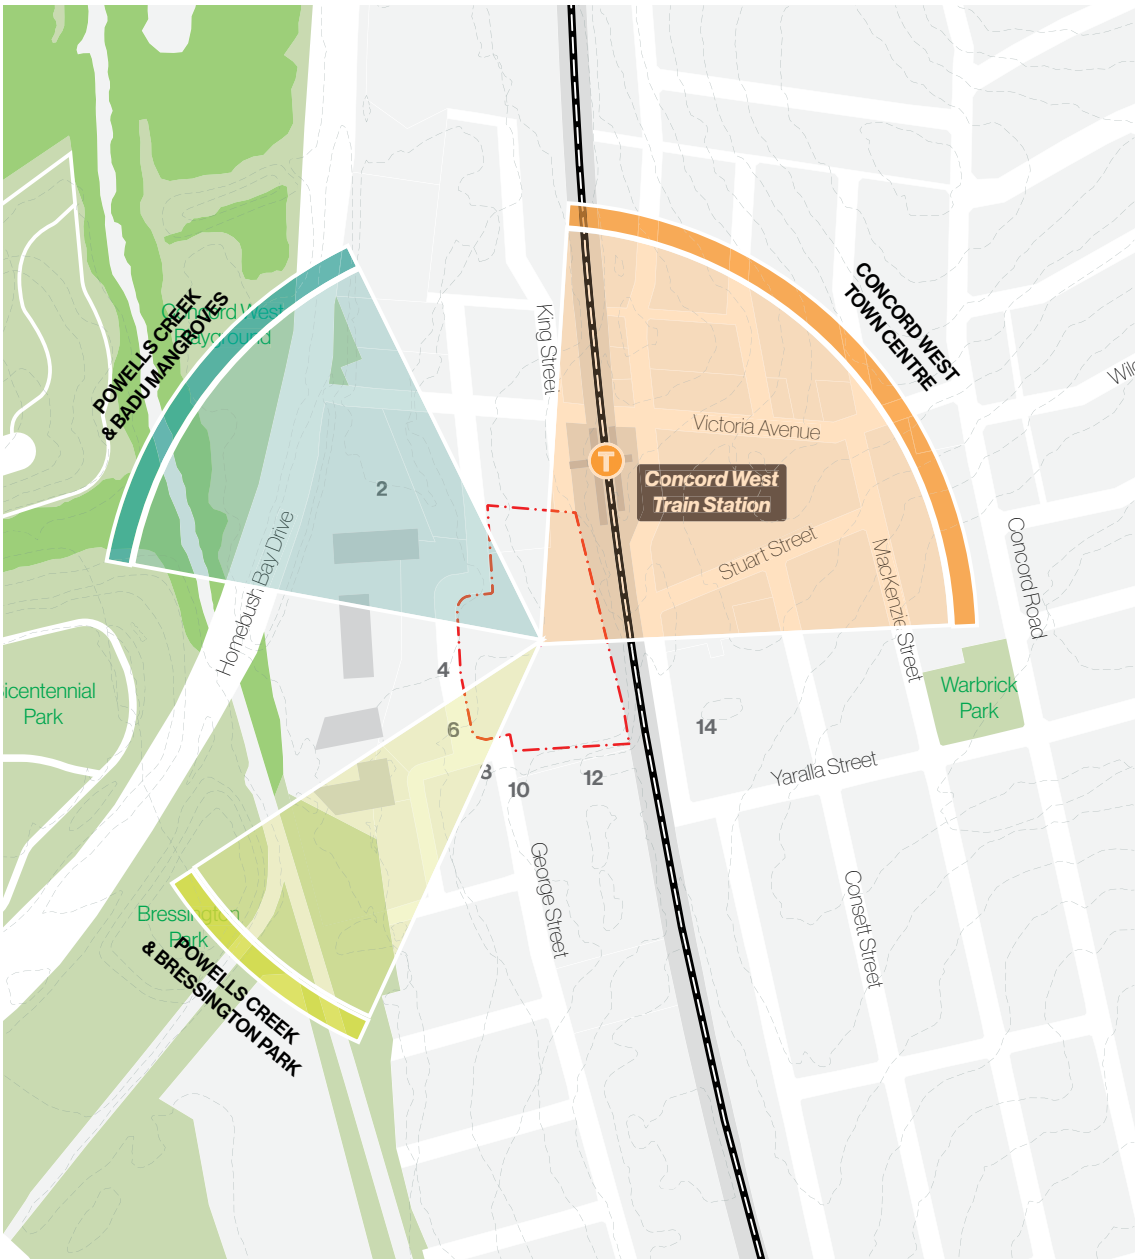 POWELLS CREEK
& BADU MANGROVES
Concord West
Playground
King Street
CONCORD WEST
TOWN CENTRE
Victoria Avenue
T
Concord West
Train Station
2
Stuart Street
Homebush Bay Drive
MacKenzie Street
Concord Road
4
Park
Warbrick
Park
6
14
8
10
12
Yaralla Street
George Street
Consett Street
Bressington
Park
POWELLS CREEK
& BRESSINGTON PARK